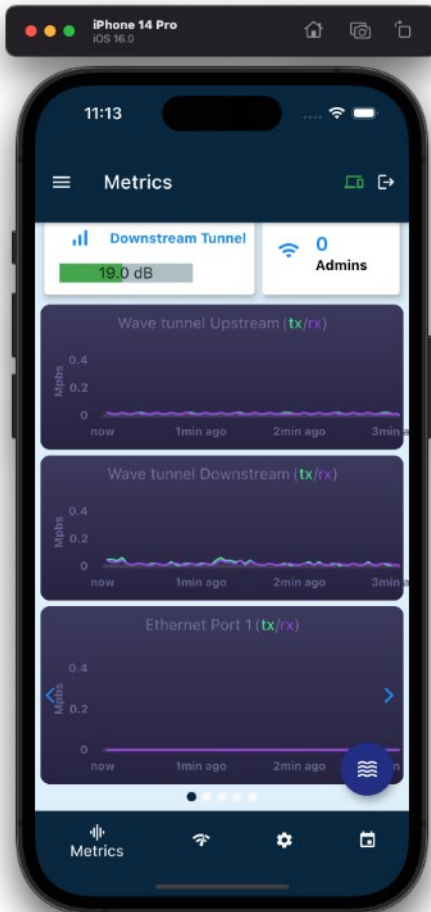 iPhone 14 Pro
iOS 16.0
11:13
Metrics
Downstream Tunnel
19.0 dB
0
Admins
Wave tunnel Upstream (tx/rx)
Mpbs
0.4
0.2
0
now 1min ago 2min ago 3min a
Wave tunnel Downstream (tx/rx)
Mpbs
0.4
0.2
0
now 1min ago 2min ago 3min a
Ethernet Port 1 (tx/rx)
Mpbs
0.4
0.2
0
now 1min ago 2min
Metrics